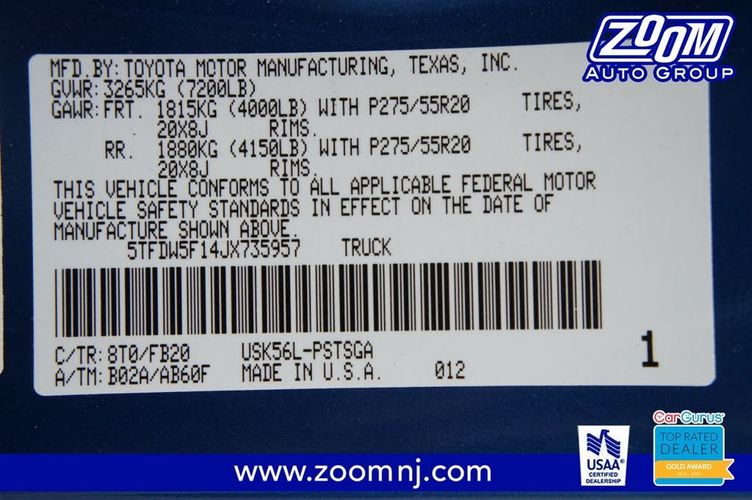 ZOOM
AUTO GROUP
MFD.BY:TOYOTA MOTOR MANUFACTURING, TEXAS, INC.
GVWR:3265KG (7200LB)
GAWR:FRT. 1815KG (4000LB) WITH P275/55R20 TIRES,
20X8J RIMS.
RR. 1880KG (4150LB) WITH P275/55R20 TIRES,
20X8J RIMS.
THIS VEHICLE CONFORMS TO ALL APPLICABLE FEDERAL MOTOR
VEHICLE SAFETY STANDARDS IN EFFECT ON THE DATE OF
MANUFACTURE SHOWN ABOVE.
5TFDW5F14JX735957 TRUCK
C/TR:8T0/FB20 USK56L-PSTSGA
A/TM:B02A/AB60F MADE IN U.S.A. 012
1
www.zoomnj.com
USAA
CERTIFIED
DEALERSHIP
CarGurus
TOP RATED
DEALER
GOLD AWARD